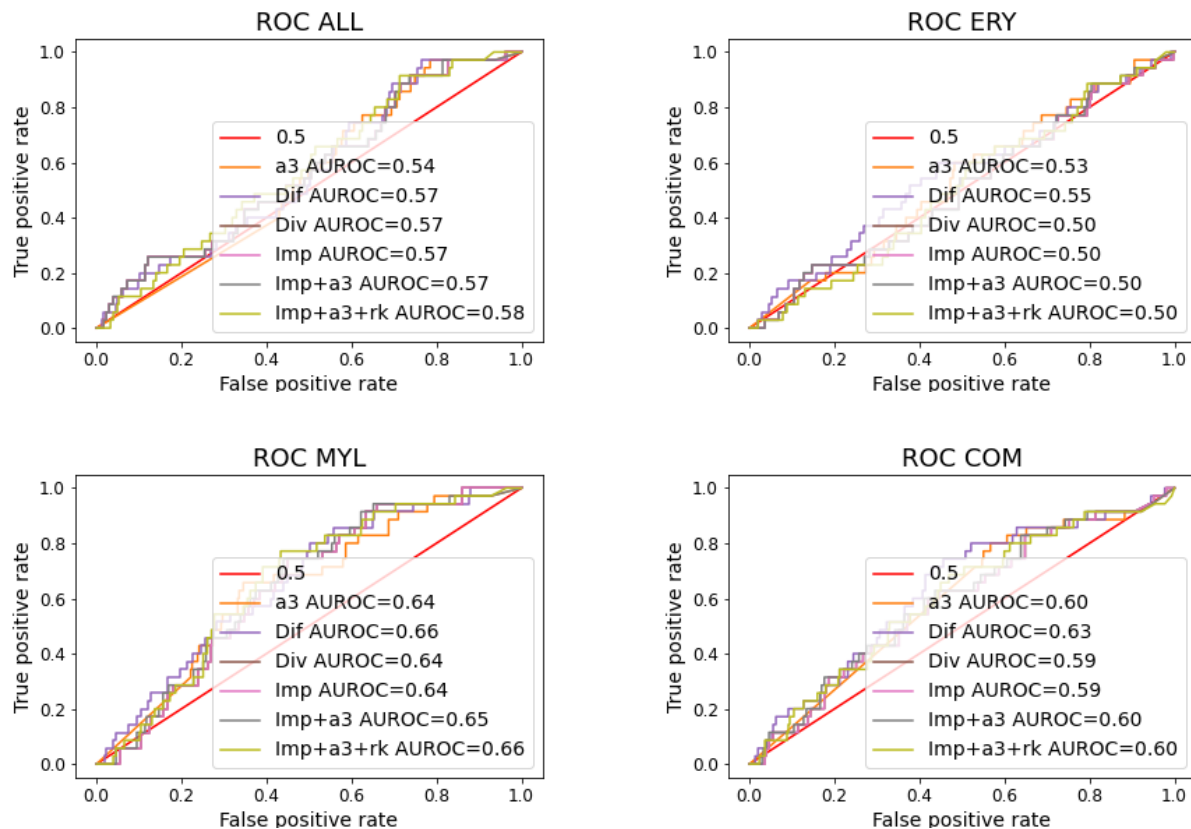 ROC ALL
True positive rate
1.0
0.8
0.6
0.4
0.2
0.0
0.5
a3 AUROC=0.54
Dif AUROC=0.57
Div AUROC=0.57
Imp AUROC=0.57
Imp+a3 AUROC=0.57
Imp+a3+rk AUROC=0.58
0.0 0.2 0.4 0.6 0.8 1.0
False positive rate
ROC ERY
True positive rate
1.0
0.8
0.6
0.4
0.2
0.0
0.5
a3 AUROC=0.53
Dif AUROC=0.55
Div AUROC=0.50
Imp AUROC=0.50
Imp+a3 AUROC=0.50
Imp+a3+rk AUROC=0.50
0.0 0.2 0.4 0.6 0.8 1.0
False positive rate
ROC MYL
True positive rate
1.0
0.8
0.6
0.4
0.2
0.0
0.5
a3 AUROC=0.64
Dif AUROC=0.66
Div AUROC=0.64
Imp AUROC=0.64
Imp+a3 AUROC=0.65
Imp+a3+rk AUROC=0.66
0.0 0.2 0.4 0.6 0.8 1.0
False positive rate
ROC COM
True positive rate
1.0
0.8
0.6
0.4
0.2
0.0
0.5
a3 AUROC=0.60
Dif AUROC=0.63
Div AUROC=0.59
Imp AUROC=0.59
Imp+a3 AUROC=0.60
Imp+a3+rk AUROC=0.60
0.0 0.2 0.4 0.6 0.8 1.0
False positive rate